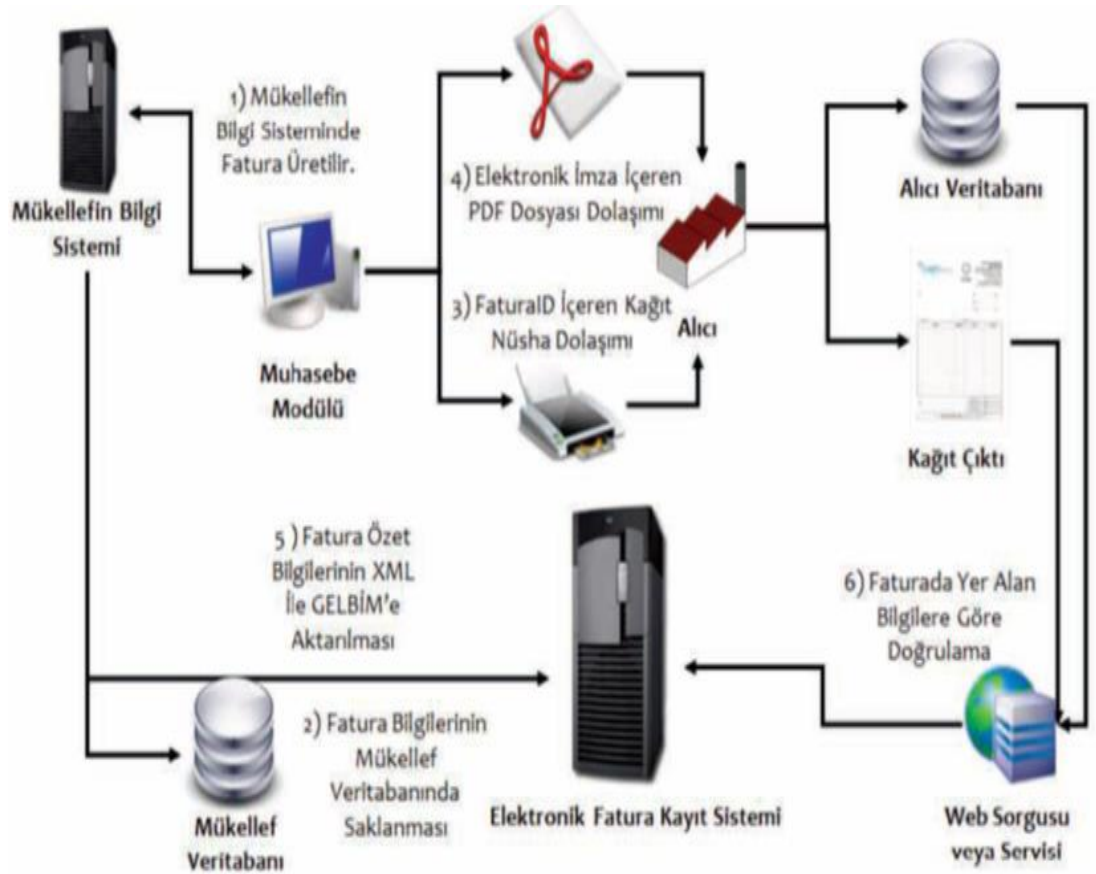 1) Mükellefin
Bilgi Sisteminde
Fatura Üretilir.
Mükellefin Bilgi
Sistemi
Muhasebe
Modülü
4) Elektronik İmza İçeren
PDF Dosyası Dolaşımı
3) FaturaID İçeren Kağıt
Nüsha Dolaşımı
Alıcı
Alıcı Veritabanı
Kağıt Çıktı
5 ) Fatura Özet
Bilgilerinin XML
İle GELBİM'e
Aktarılması
2) Fatura Bilgilerinin
Mükellef
Veritabanında
Saklanması
Mükellef
Veritabanı
Elektronik Fatura Kayıt Sistemi
6) Faturada Yer Alan
Bilgilere Göre
Doğrulama
Web Sorgusu
veya Servisi